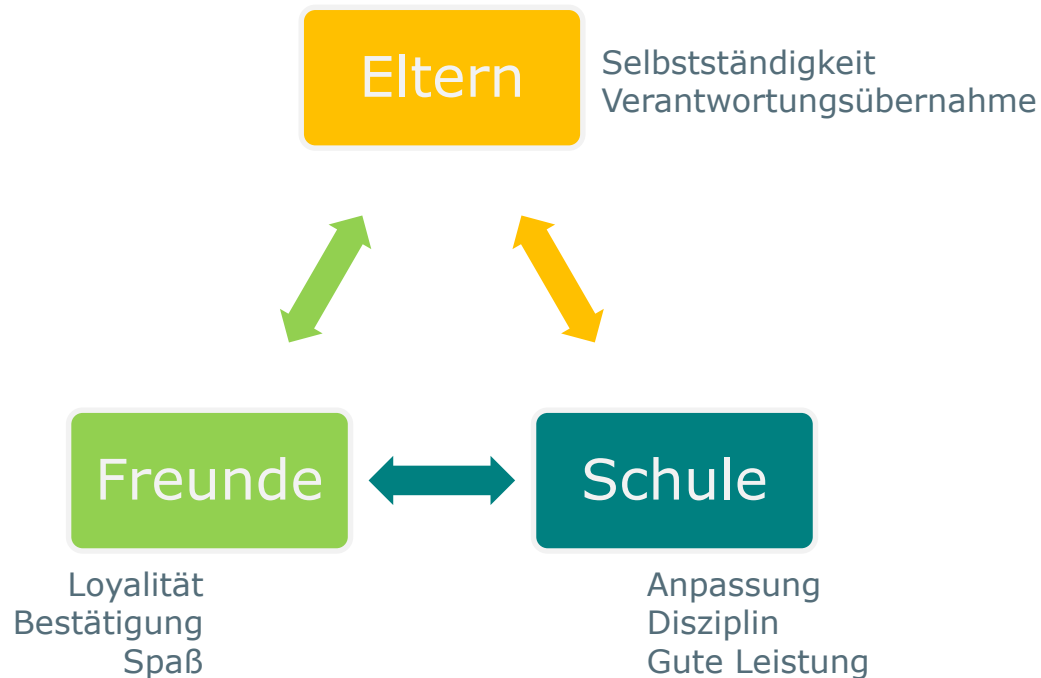 Eltern
Selbstständigkeit
Verantwortungsübernahme
Freunde
Schule
Loyalität
Bestätigung
Spaß
Anpassung
Disziplin
Gute Leistung